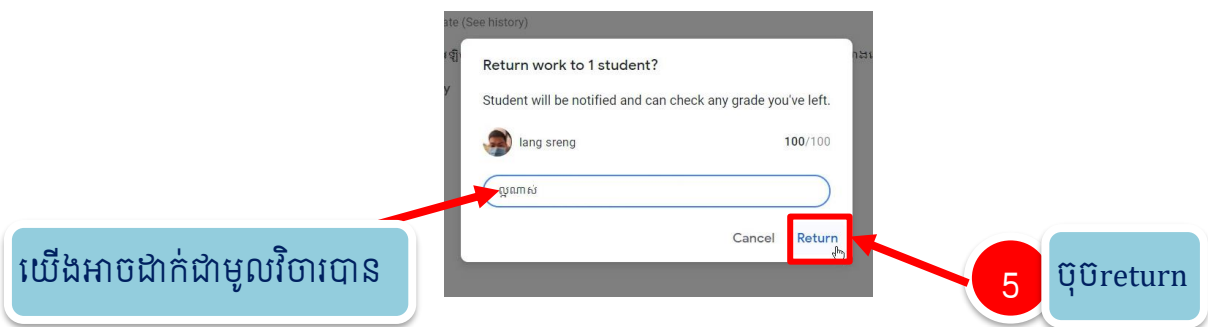 ate (See history)
Return work to 1 student?
y
Student will be notified and can check any grade you've left.
lang sreng 100/100
ល្អណាស់
Cancel Return
យើងអាចដាក់ជាមូលវិចារបាន
5 ចុចreturn